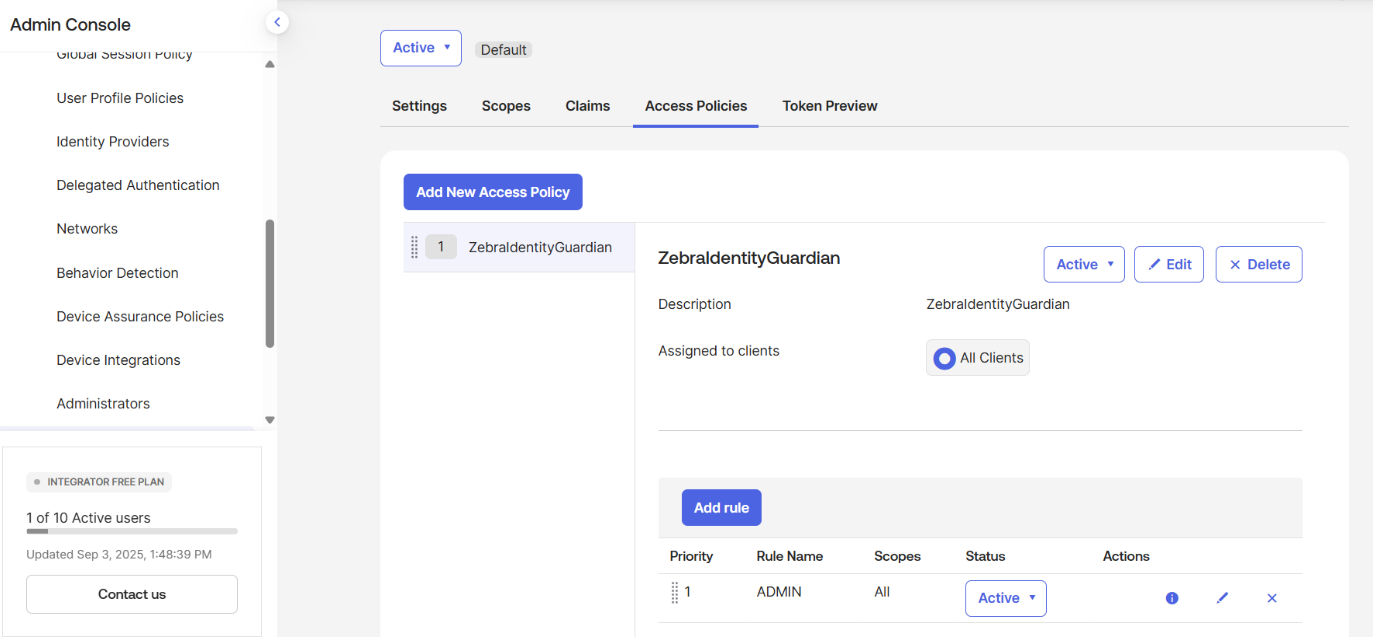 Admin Console
Global Session Policy
User Profile Policies
Identity Providers
Delegated Authentication
Networks
Behavior Detection
Device Assurance Policies
Device Integrations
Administrators
INTEGRATOR FREE PLAN
1 of 10 Active users
Updated Sep 3, 2025, 1:48:39 PM
Contact us
Active Default
Settings Scopes Claims Access Policies Token Preview
Add New Access Policy
1 ZebraIdentityGuardian
ZebraIdentityGuardian
Active Edit Delete
Description ZebraIdentityGuardian
Assigned to clients All Clients
Add rule
Priority Rule Name Scopes Status Actions
1 ADMIN All Active